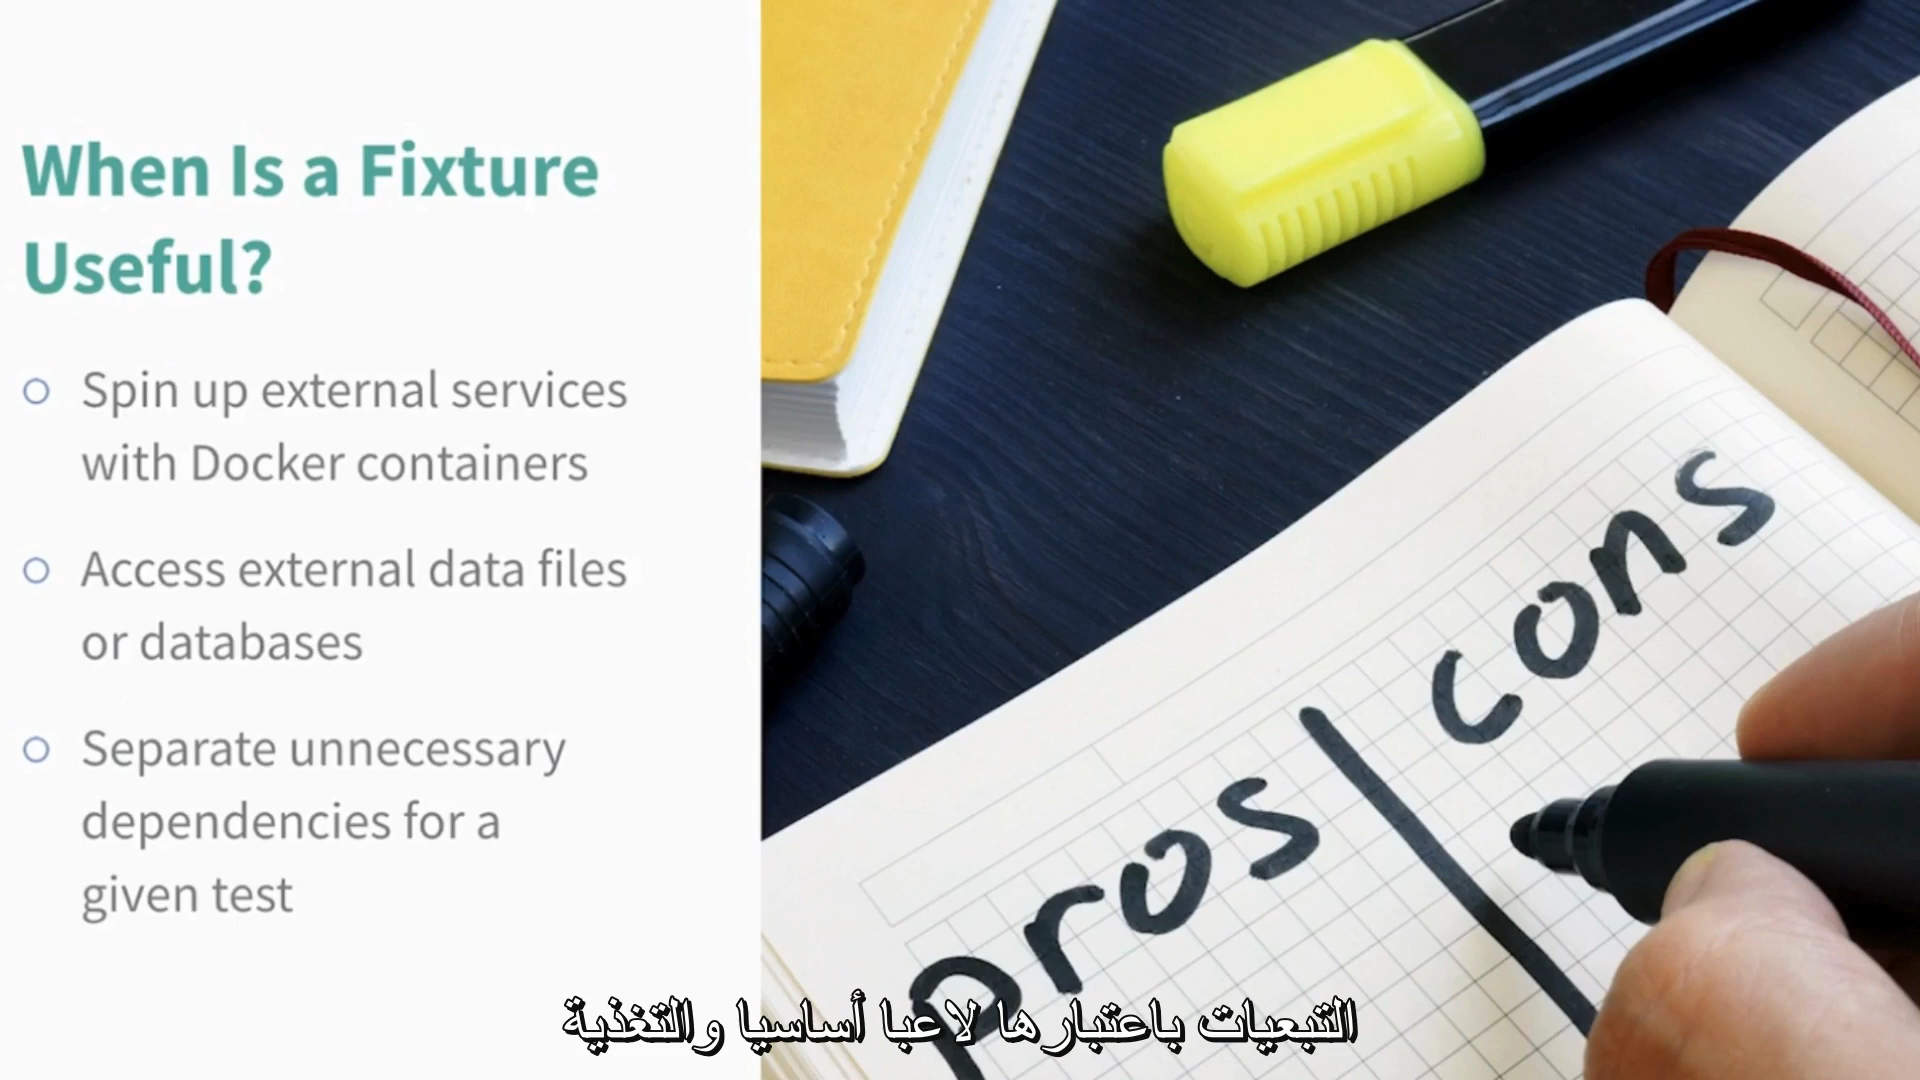 When Is a Fixture
Useful?
Spin up external services
with Docker containers
Access external data files
or databases
Separate unnecessary
dependencies for a
given test
pros | cons
التبعيات باعتبارها لاعبا أساسيا والتغذية